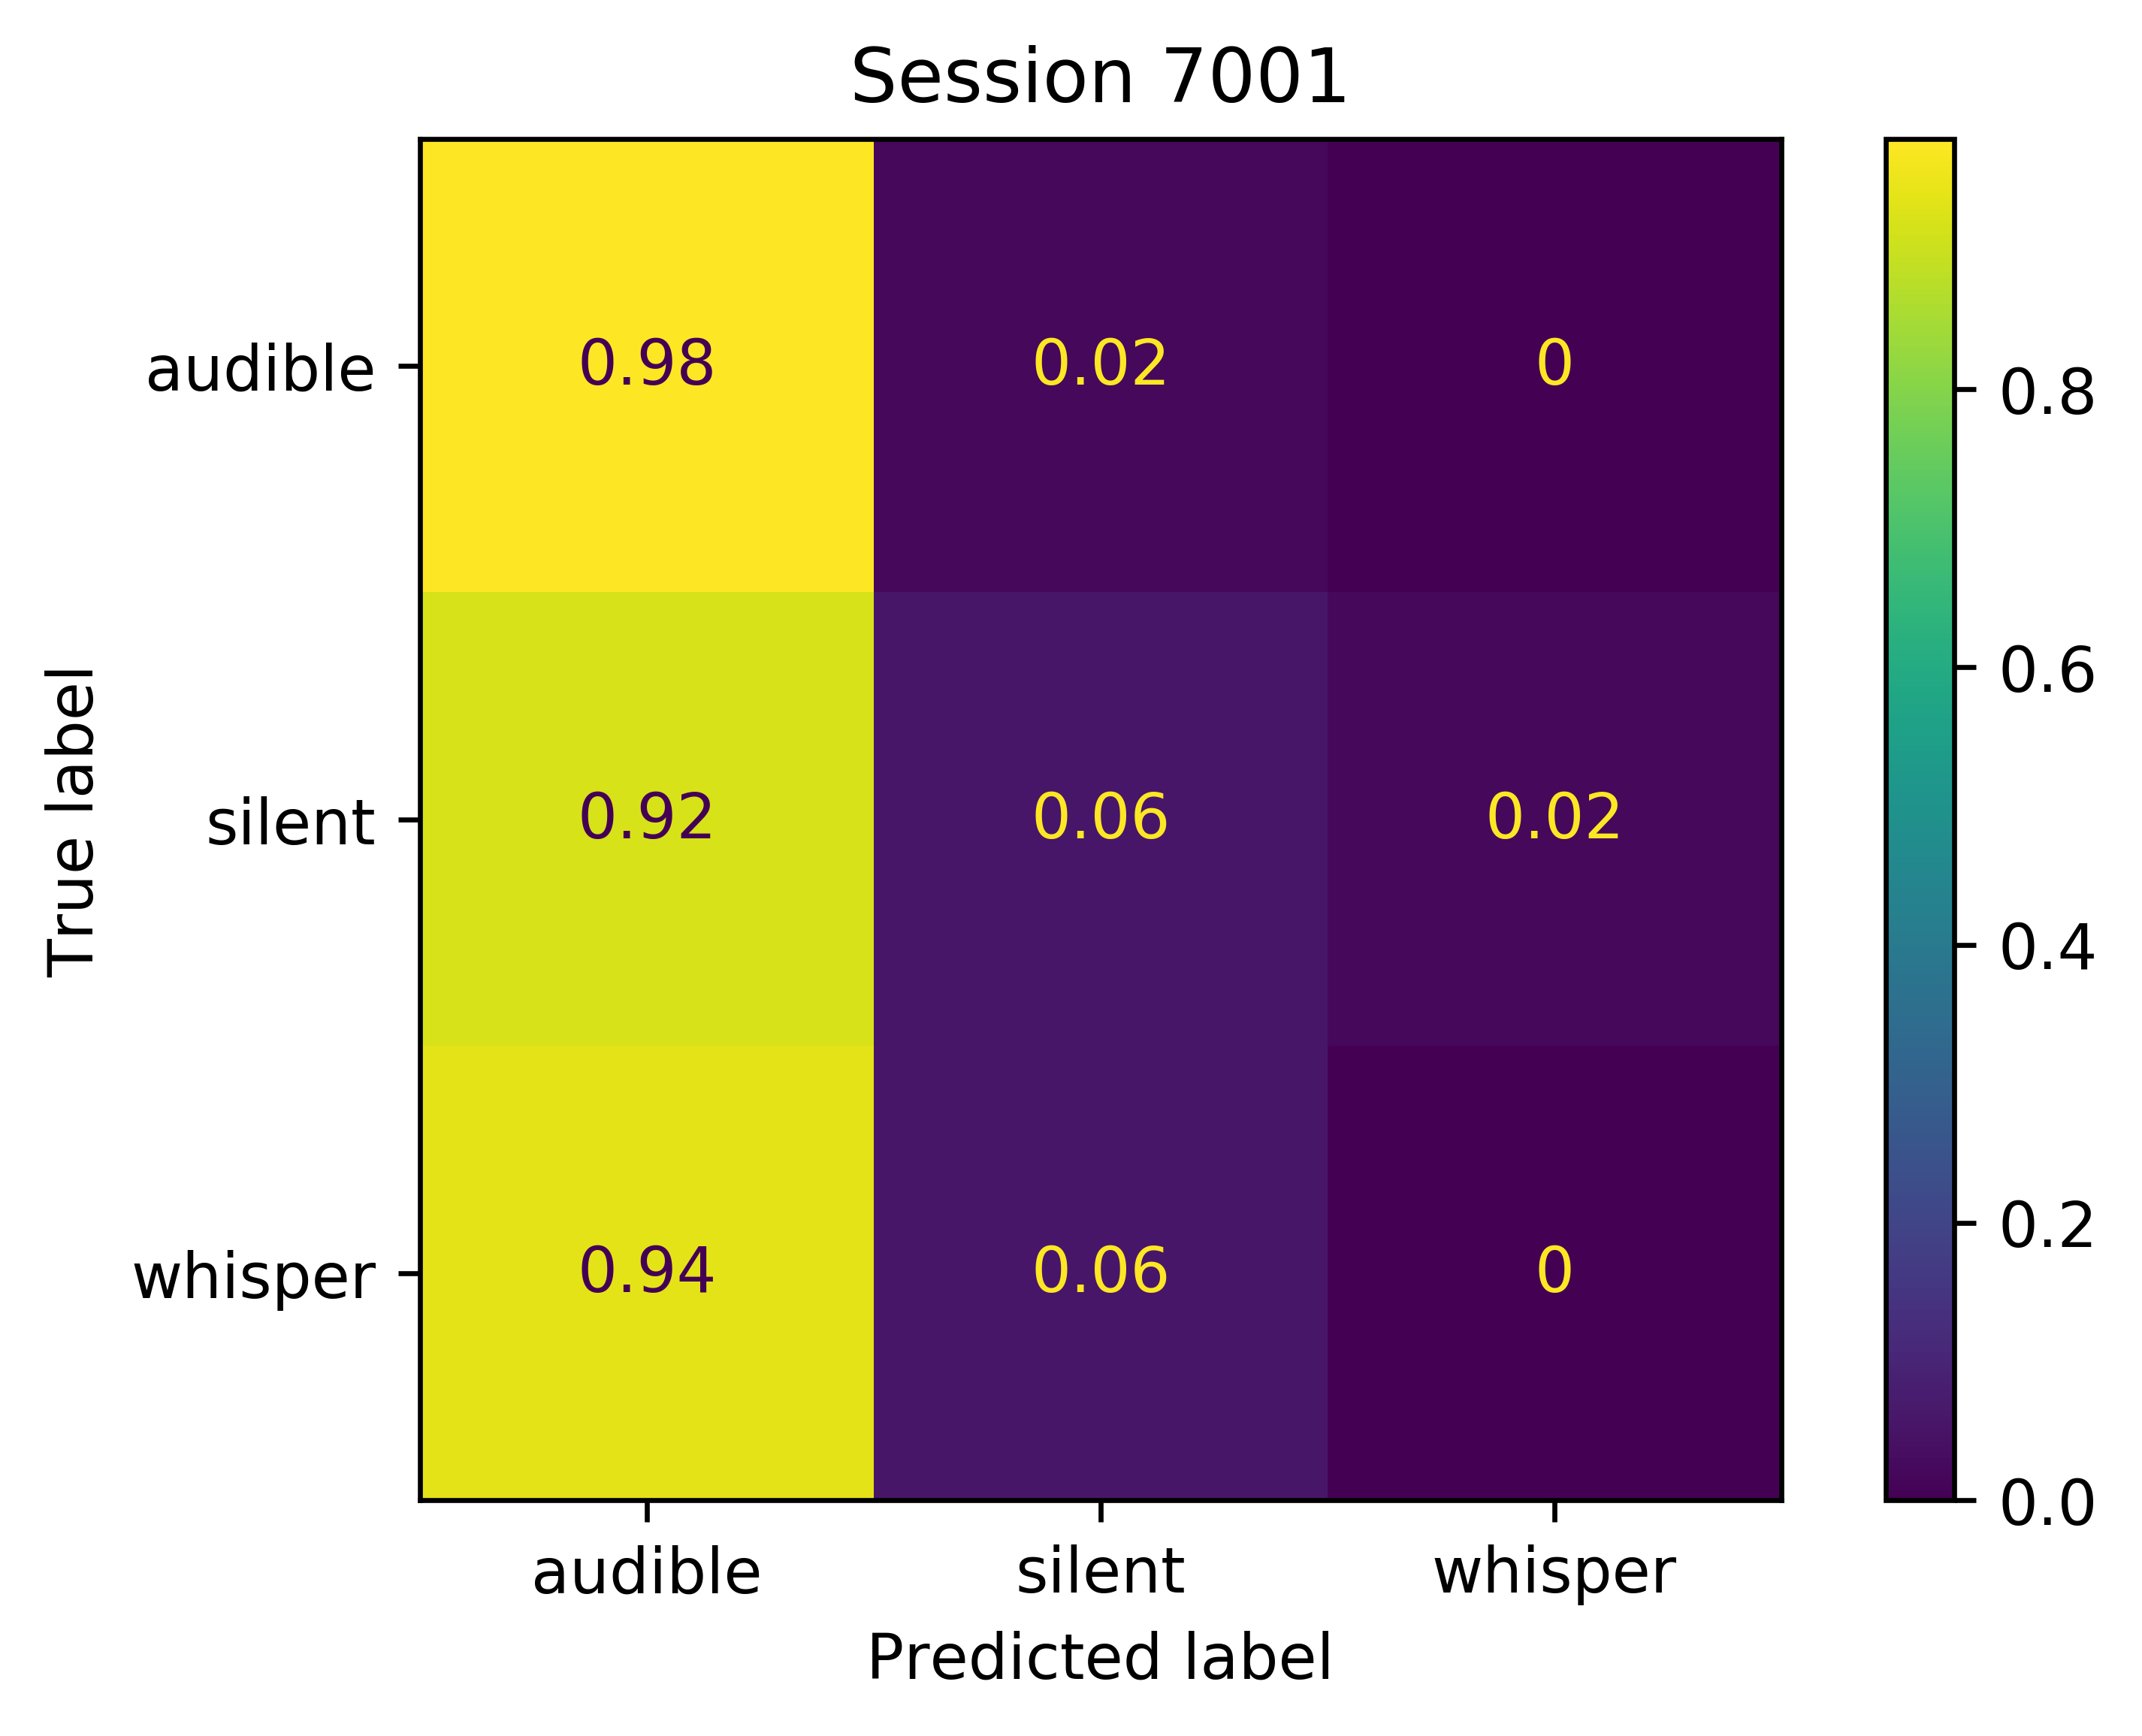 Session 7001
True label
audible
silent
whisper
0.98 0.02 0
0.92 0.06 0.02
0.94 0.06 0
audible silent whisper
Predicted label
0.8
0.6
0.4
0.2
0.0